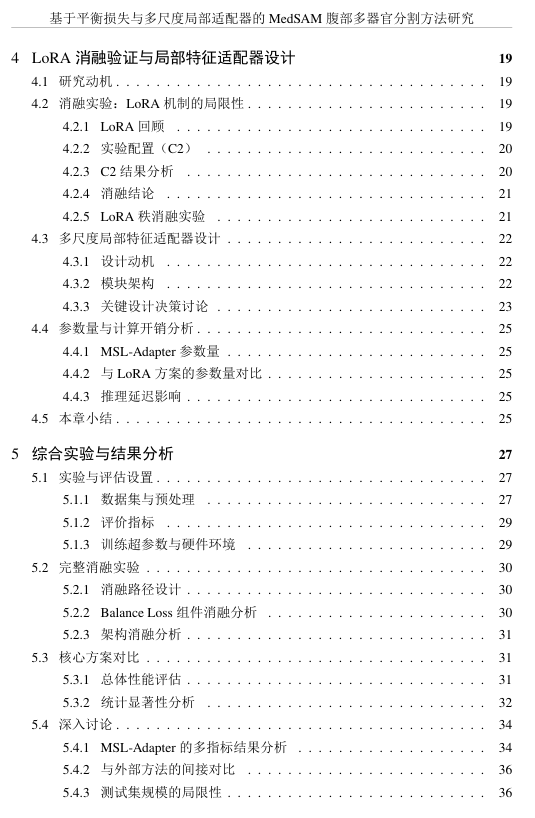 基于平衡损失与多尺度局部适配器的 MedSAM 腹部多器官分割方法研究
4 LoRA 消融验证与局部特征适配器设计 19
4.1 研究动机 . . . . . . . . . . . . . . . . . . . . . . . . . . . . . . . . . . . . . 19
4.2 消融实验：LoRA 机制的局限性 . . . . . . . . . . . . . . . . . . . . . . . . 19
4.2.1 LoRA 回顾 . . . . . . . . . . . . . . . . . . . . . . . . . . . . . . . 19
4.2.2 实验配置（C2） . . . . . . . . . . . . . . . . . . . . . . . . . . . . 20
4.2.3 C2 结果分析 . . . . . . . . . . . . . . . . . . . . . . . . . . . . . . 20
4.2.4 消融结论 . . . . . . . . . . . . . . . . . . . . . . . . . . . . . . . . 21
4.2.5 LoRA 秩消融实验 . . . . . . . . . . . . . . . . . . . . . . . . . . . 21
4.3 多尺度局部特征适配器设计 . . . . . . . . . . . . . . . . . . . . . . . . . . 22
4.3.1 设计动机 . . . . . . . . . . . . . . . . . . . . . . . . . . . . . . . . 22
4.3.2 模块架构 . . . . . . . . . . . . . . . . . . . . . . . . . . . . . . . . 22
4.3.3 关键设计决策讨论 . . . . . . . . . . . . . . . . . . . . . . . . . . . 23
4.4 参数量与计算开销分析 . . . . . . . . . . . . . . . . . . . . . . . . . . . . . 25
4.4.1 MSL-Adapter 参数量 . . . . . . . . . . . . . . . . . . . . . . . . . . 25
4.4.2 与 LoRA 方案的参数量对比 . . . . . . . . . . . . . . . . . . . . . . 25
4.4.3 推理延迟影响 . . . . . . . . . . . . . . . . . . . . . . . . . . . . . . 25
4.5 本章小结 . . . . . . . . . . . . . . . . . . . . . . . . . . . . . . . . . . . . . 25
5 综合实验与结果分析 27
5.1 实验与评估设置 . . . . . . . . . . . . . . . . . . . . . . . . . . . . . . . . . 27
5.1.1 数据集与预处理 . . . . . . . . . . . . . . . . . . . . . . . . . . . . 27
5.1.2 评价指标 . . . . . . . . . . . . . . . . . . . . . . . . . . . . . . . . 29
5.1.3 训练超参数与硬件环境 . . . . . . . . . . . . . . . . . . . . . . . . 29
5.2 完整消融实验 . . . . . . . . . . . . . . . . . . . . . . . . . . . . . . . . . . 30
5.2.1 消融路径设计 . . . . . . . . . . . . . . . . . . . . . . . . . . . . . . 30
5.2.2 Balance Loss 组件消融分析 . . . . . . . . . . . . . . . . . . . . . . 30
5.2.3 架构消融分析 . . . . . . . . . . . . . . . . . . . . . . . . . . . . . . 31
5.3 核心方案对比 . . . . . . . . . . . . . . . . . . . . . . . . . . . . . . . . . . 31
5.3.1 总体性能评估 . . . . . . . . . . . . . . . . . . . . . . . . . . . . . . 31
5.3.2 统计显著性分析 . . . . . . . . . . . . . . . . . . . . . . . . . . . . 32
5.4 深入讨论 . . . . . . . . . . . . . . . . . . . . . . . . . . . . . . . . . . . . . 34
5.4.1 MSL-Adapter 的多指标结果分析 . . . . . . . . . . . . . . . . . . . 34
5.4.2 与外部方法的间接对比 . . . . . . . . . . . . . . . . . . . . . . . . 36
5.4.3 测试集规模的局限性 . . . . . . . . . . . . . . . . . . . . . . . . . . 36